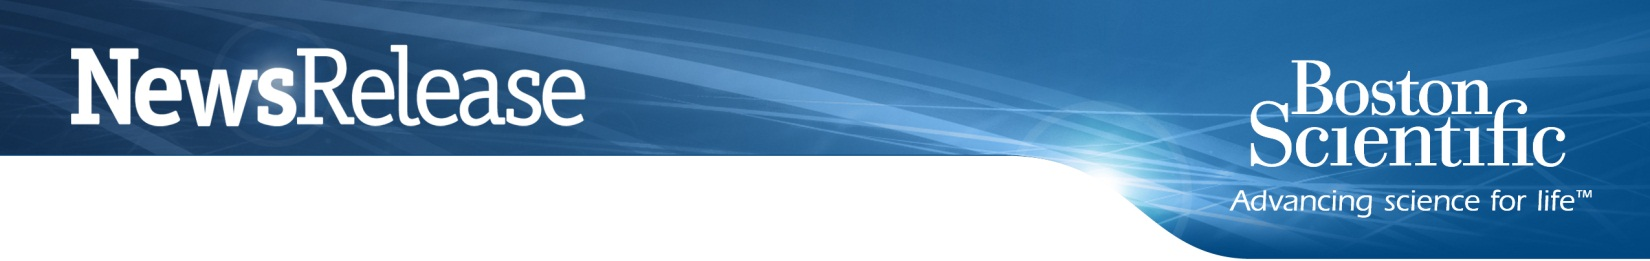 NewsRelease
Boston
Scientific
Advancing science for life™